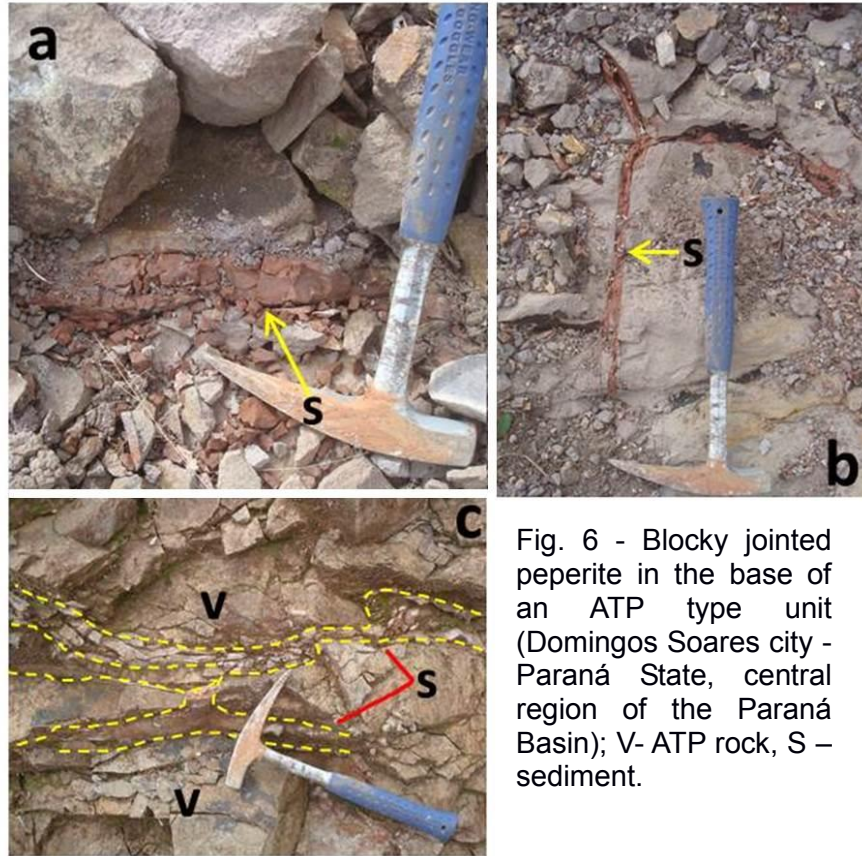 a
S
S
b
c
V
S
V
Fig. 6 - Blocky jointed
peperite in the base of
an ATP type unit
(Domingos Soares city -
Paraná State, central
region of the Paraná
Basin); V- ATP rock, S –
sediment.